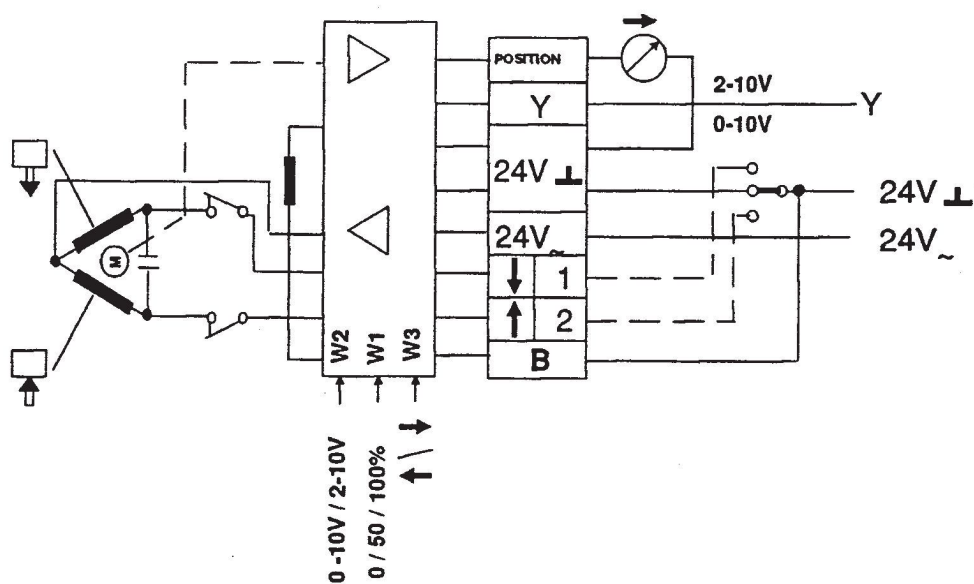 POSITION
Y
24V ⊥
24V ~
1
2
B
2-10V
0-10V
Y
24V ⊥
24V ~
M
W2
W1
W3
0 -10V / 2-10V
0 / 50 / 100%